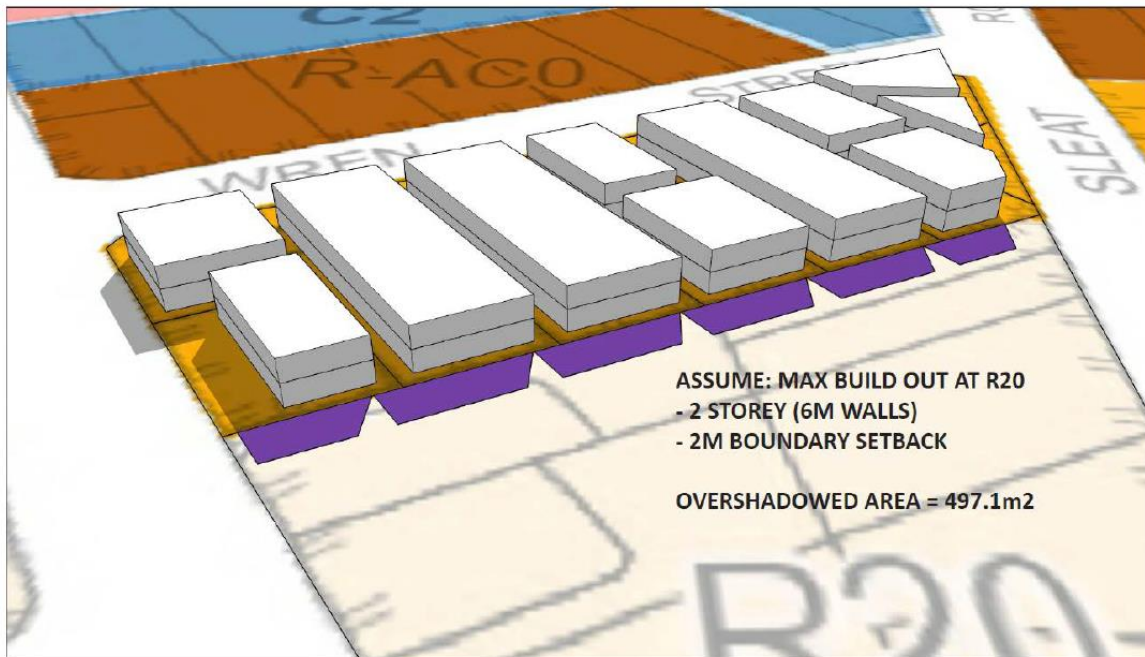 C2
R-AC0
STREET
WREN
SLEAT
ASSUME: MAX BUILD OUT AT R20
- 2 STOREY (6M WALLS)
- 2M BOUNDARY SETBACK
OVERSHADOWED AREA = 497.1m2
R20